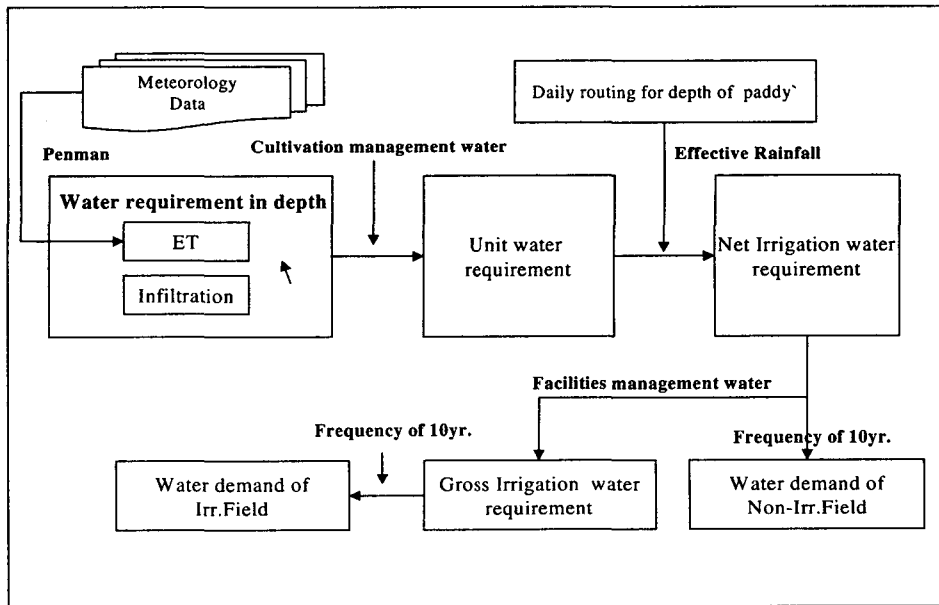 Meteorology
Data
Daily routing for depth of paddy`
Penman
Cultivation management water
Effective Rainfall
Water requirement in depth
ET
Infiltration
Unit water
requirement
Net Irrigation water
requirement
Facilities management water
Frequency of 10yr.
Frequency of 10yr.
Water demand of
Irr.Field
Gross Irrigation water
requirement
Water demand of
Non-Irr.Field